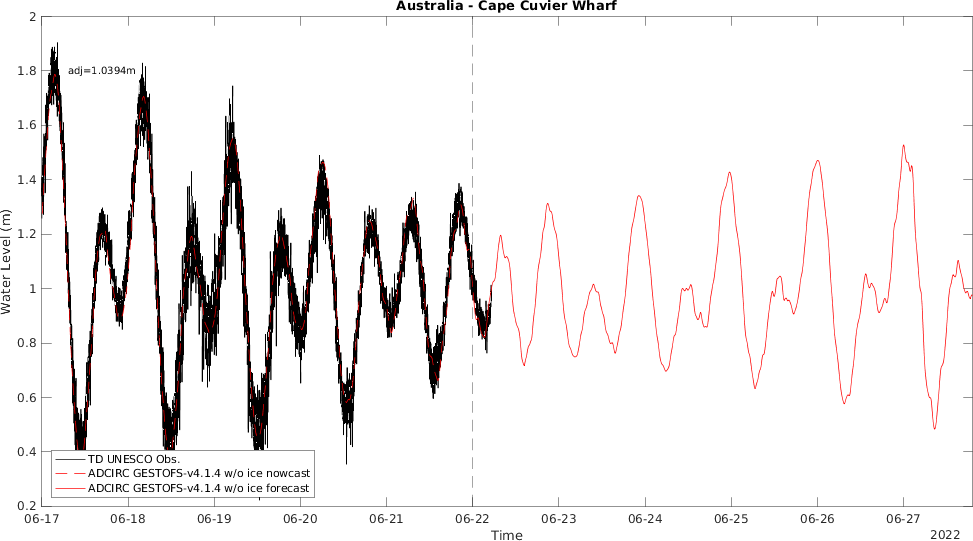 Australia - Cape Cuvier Wharf
2
1.8
1.6
1.4
1.2
1
0.8
0.6
0.4
0.2
Water Level (m)
adj=1.0394m
TD UNESCO Obs.
ADCIRC GESTOFS-v4.1.4 w/o ice nowcast
ADCIRC GESTOFS-v4.1.4 w/o ice forecast
06-17 06-18 06-19 06-20 06-21 06-22 06-23 06-24 06-25 06-26 06-27
Time
2022